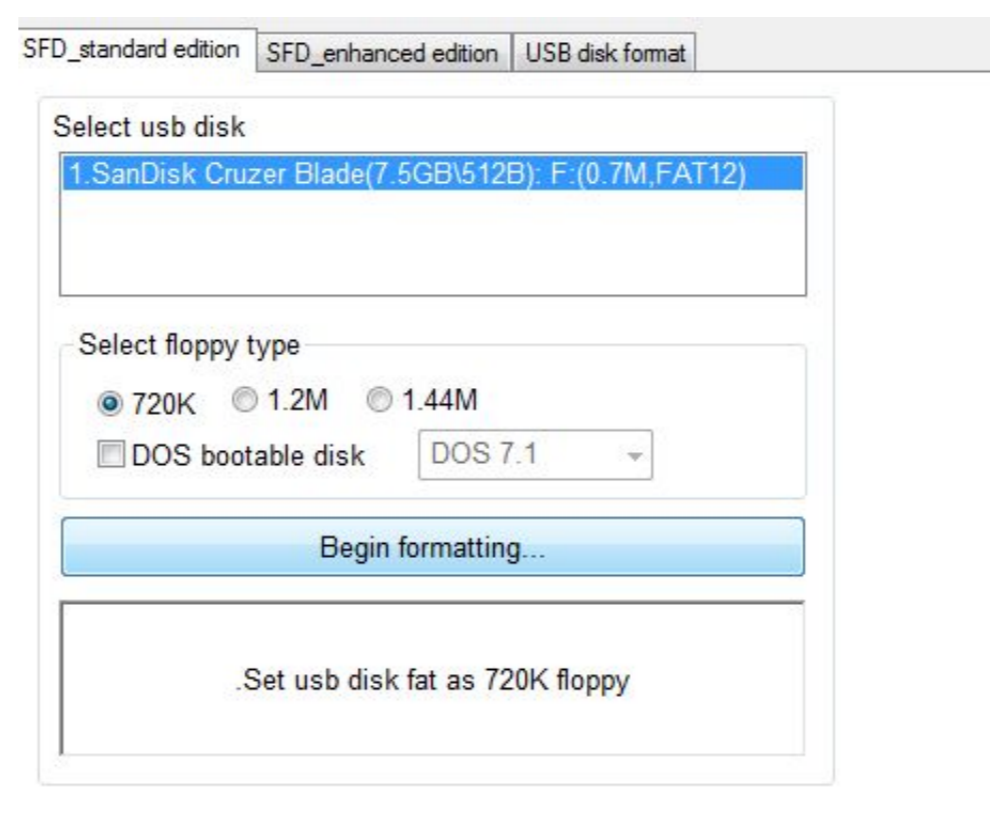 SFD_standard edition SFD_enhanced edition USB disk format
Select usb disk
1.SanDisk Cruzer Blade(7.5GB\512B): F:(0.7M,FAT12)
Select floppy type
720K 1.2M 1.44M
DOS bootable disk DOS 7.1
Begin formatting...
.Set usb disk fat as 720K floppy